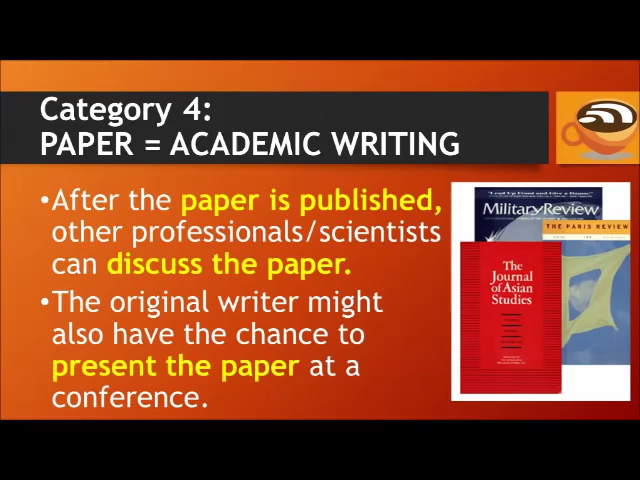 Category 4:
PAPER = ACADEMIC WRITING
•After the paper is published,
other professionals/scientists
can discuss the paper.
•The original writer might
also have the chance to
present the paper at a
conference.
Military Review
THE PARIS REVIEW
The
Journal
of Asian
Studies